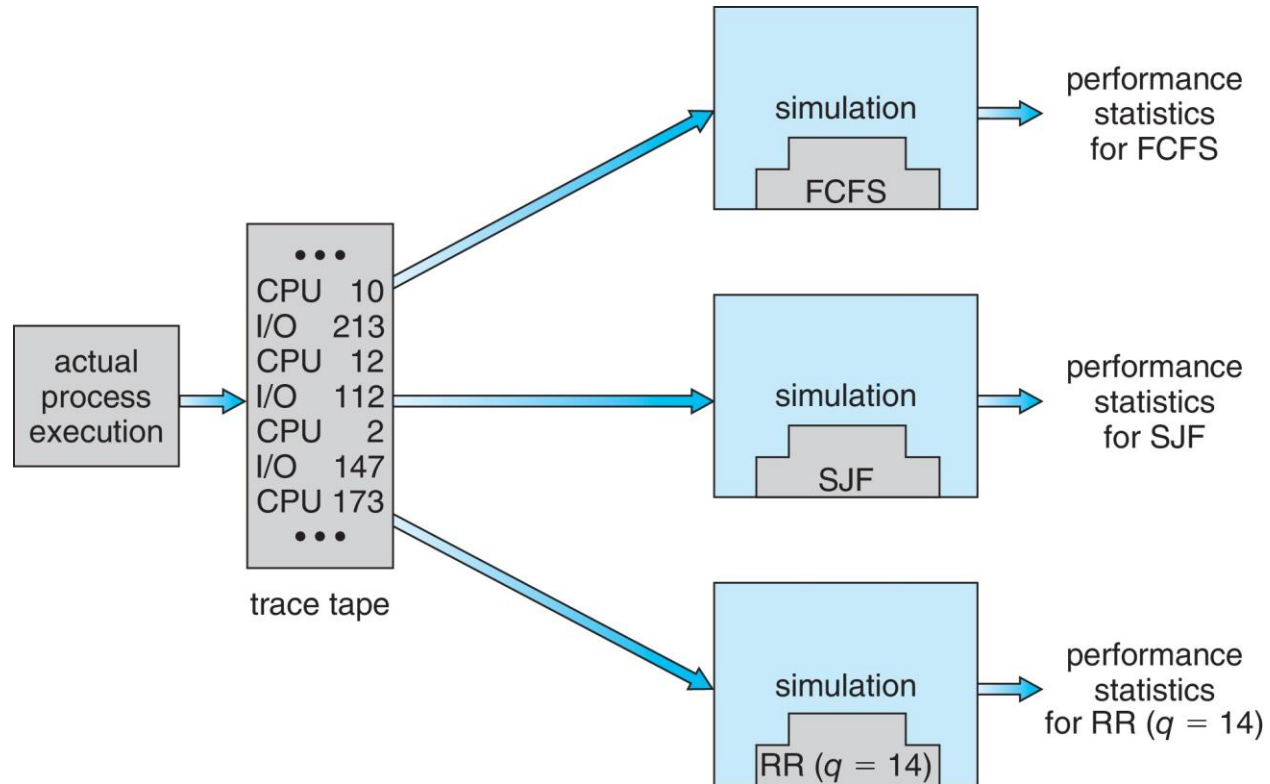 actual
process
execution
• • •
CPU 10
I/O 213
CPU 12
I/O 112
CPU 2
I/O 147
CPU 173
• • •
trace tape
simulation
FCFS
performance
statistics
for FCFS
simulation
SJF
performance
statistics
for SJF
simulation
RR (q = 14)
performance
statistics
for RR (q = 14)